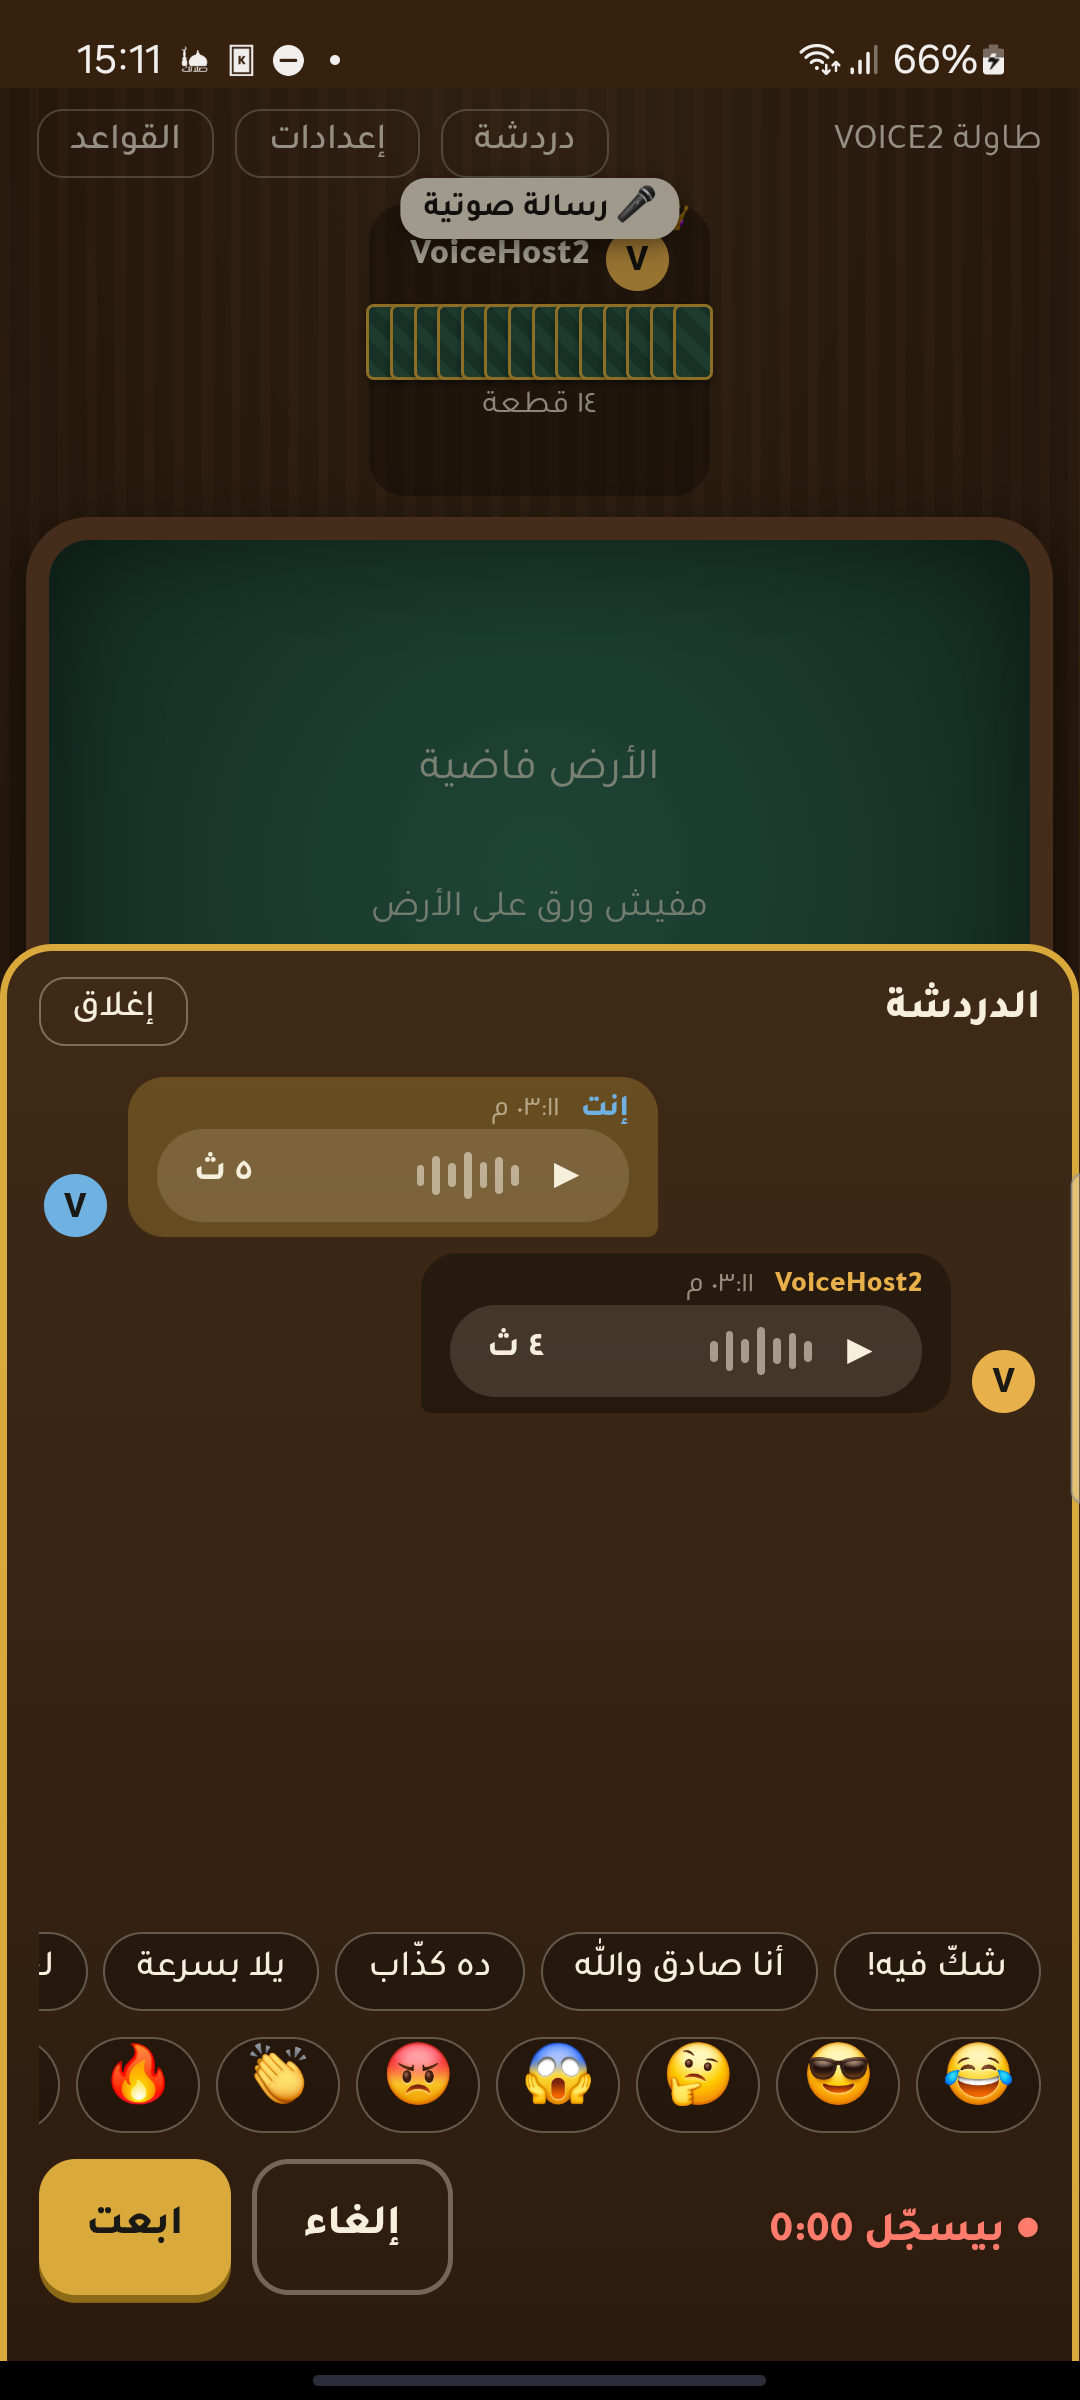 15:11 66%
طاولة VOICE2 دردشة إعدادات القواعد
🎤 رسالة صوتية
V VoiceHost2
١٤ قطعة
الأرض فاضية
مفيش ورق على الأرض
الدردشة إغلاق
إنت ٠٣:١١ م
٥ ث
V
VoiceHost2 ٠٣:١١ م
٤ ث
V
شكّ فيه! أنا صادق والله ده كذّاب يلا بسرعة
😂 😎 🤔 😱 😡 👏 🔥
بيسجّل 0:00 إلغاء ابعت